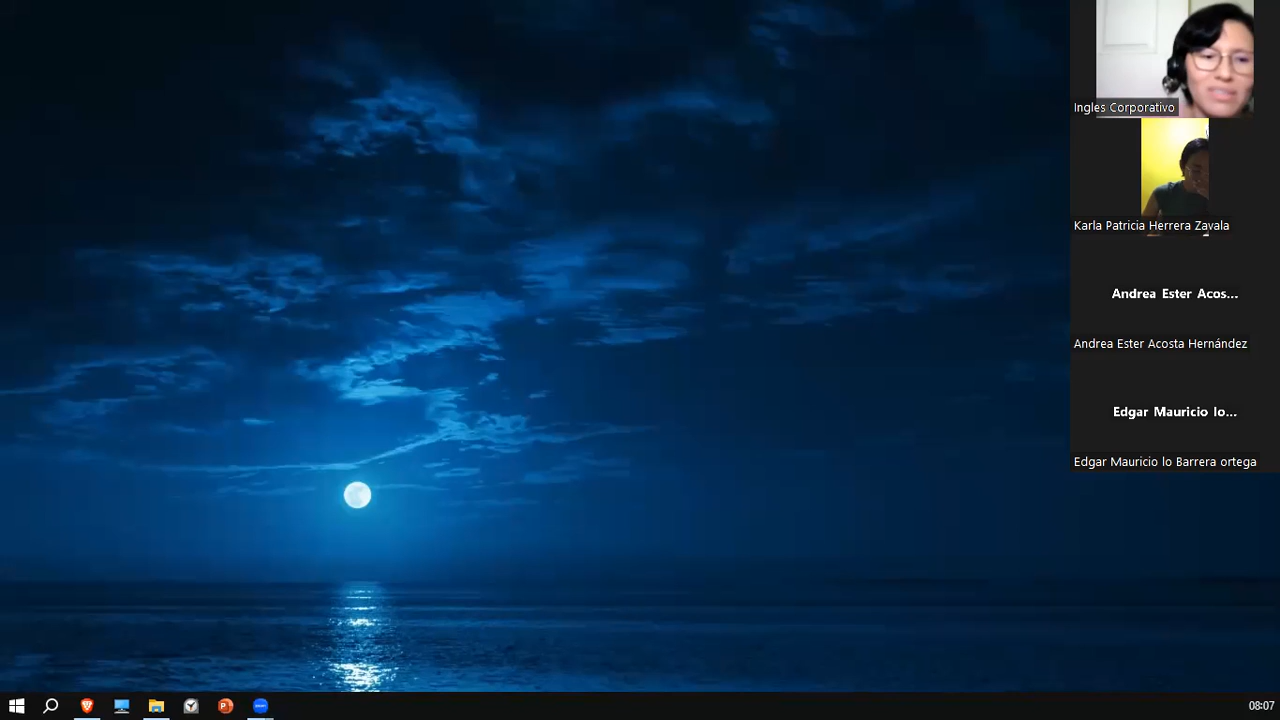 Ingles Corporativo
Karla Patricia Herrera Zavala
Andrea Ester Acos...
Andrea Ester Acosta Hernández
Edgar Mauricio lo...
Edgar Mauricio lo Barrera ortega
08:07